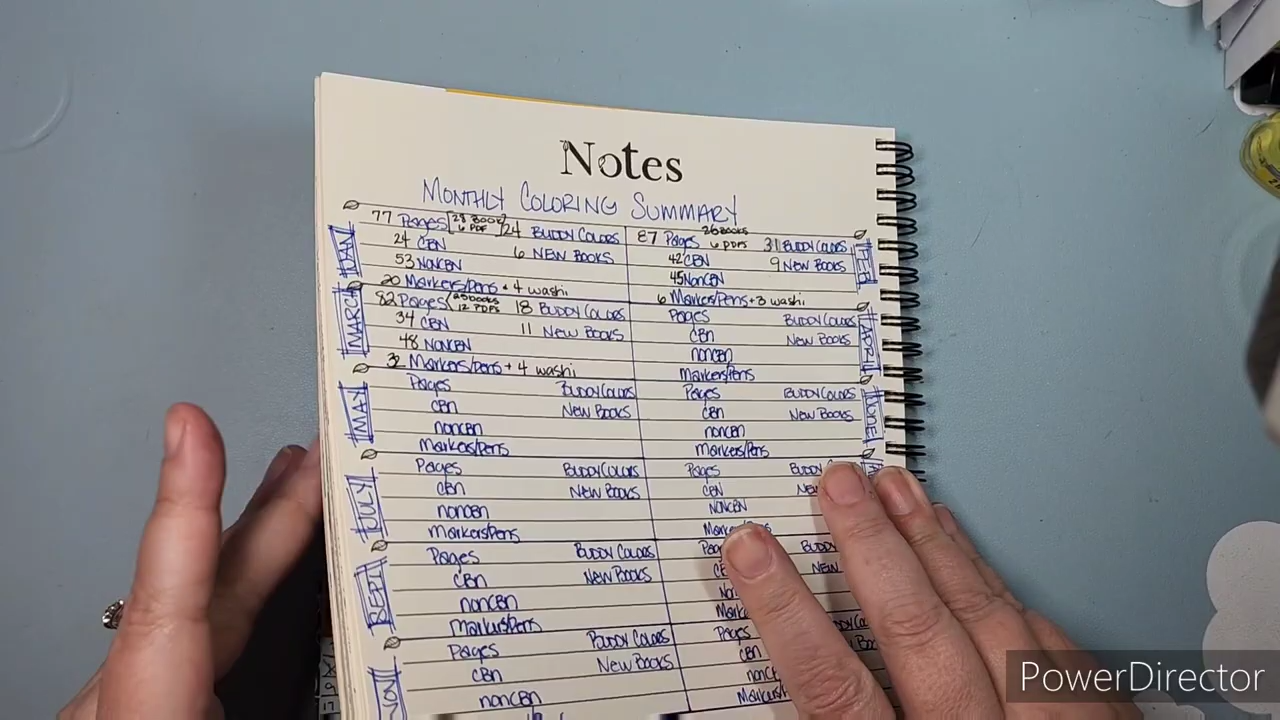 Notes
MONTHLY COLORING SUMMARY
JAN
77 Pages 28 BOOKS 6 PDF 24 BUDDY COLORS
24 CBN 6 NEW BOOKS
53 NONCBN
20 Markers/Pens + 4 washi
FEB
87 Pages 26 BOOKS 6 PDFS 31 BUDDY COLORS
42 CBN 9 NEW BOOKS
45 NONCBN
6 Markers/Pens + 3 washi
MARCH
82 Pages 25 BOOKS 12 PDFS 18 BUDDY COLORS
34 CBN 11 NEW BOOKS
48 NONCBN
32 Markers/Pens + 4 washi
APRIL
Pages BUDDY COLORS
CBN NEW BOOKS
NONCBN
Markers/Pens
MAY
Pages BUDDY COLORS
CBN NEW BOOKS
NONCBN
Markers/Pens
JUNE
Pages BUDDY COLORS
CBN NEW BOOKS
NONCBN
Markers/Pens
JULY
Pages BUDDY COLORS
CBN NEW BOOKS
NONCBN
Markers/Pens
Pages
CBN
NONCBN
SEPT
Pages BUDDY COLORS
CBN NEW BOOKS
NONCBN
Markers/Pens
NEW
NOV
Pages BUDDY COLORS
CBN NEW BOOKS
NONCBN
Pages
CBN
PowerDirector